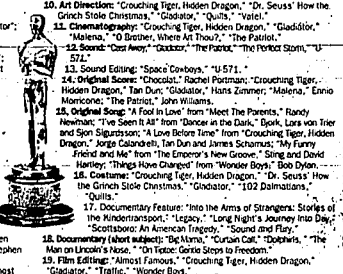 10. Art Direction: "Crouching Tiger, Hidden Dragon," "Dr. Seuss' How the
Grinch Stole Christmas," "Gladiator," "Quills," "Vatel."
11. Cinematography: "Crouching Tiger, Hidden Dragon," "Gladiator,"
"Malena," "O Brother, Where Art Thou?," "The Patriot."
12. Sound: "Cast Away," "Gladiator," "The Patriot," "The Perfect Storm," "U-
571."
13. Sound Editing: "Space Cowboys," "U-571."
14. Original Score: "Chocolat," Rachel Portman; "Crouching Tiger,
Hidden Dragon," Tan Dun; "Gladiator," Hans Zimmer; "Malena," Ennio
Morricone; "The Patriot," John Williams.
15. Original Song: "A Fool In Love" from "Meet the Parents," Randy
Newman; "I've Seen It All" from "Dancer in the Dark," Bjork, Lars von Trier
and Sjon Sigurdsson; "A Love Before Time" from "Crouching Tiger, Hidden
Dragon," Jorge Calandrelli, Tan Dun and James Schamus; "My Funny
Friend and Me" from "The Emperor's New Groove," Sting and David
Hartley; "Things Have Changed" from "Wonder Boys," Bob Dylan.
16. Costume: "Crouching Tiger, Hidden Dragon," "Dr. Seuss' How
the Grinch Stole Christmas," "Gladiator," "102 Dalmatians,"
"Quills."
17. Documentary Feature: "Into the Arms of Strangers: Stories of
the Kindertransport," "Legacy," "Long Night's Journey Into Day,"
"Scottsboro: An American Tragedy," "Sound and Fury."
18. Documentary (short subject): "Big Mama," "Curtain Call," "Dolphins," "The
Man on Lincoln's Nose," "On Tiptoe: Gentle Steps to Freedom."
19. Film Editing: "Almost Famous," "Crouching Tiger, Hidden Dragon,"
"Gladiator," "Traffic," "Wonder Boys."